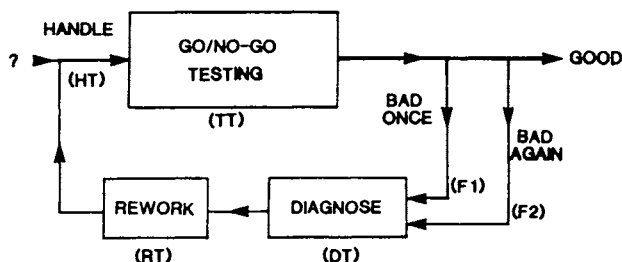 HANDLE
?
(HT)
GO/NO-GO
TESTING
(TT)
GOOD
BAD
ONCE
BAD
AGAIN
(F1)
(F2)
REWORK
(RT)
DIAGNOSE
(DT)